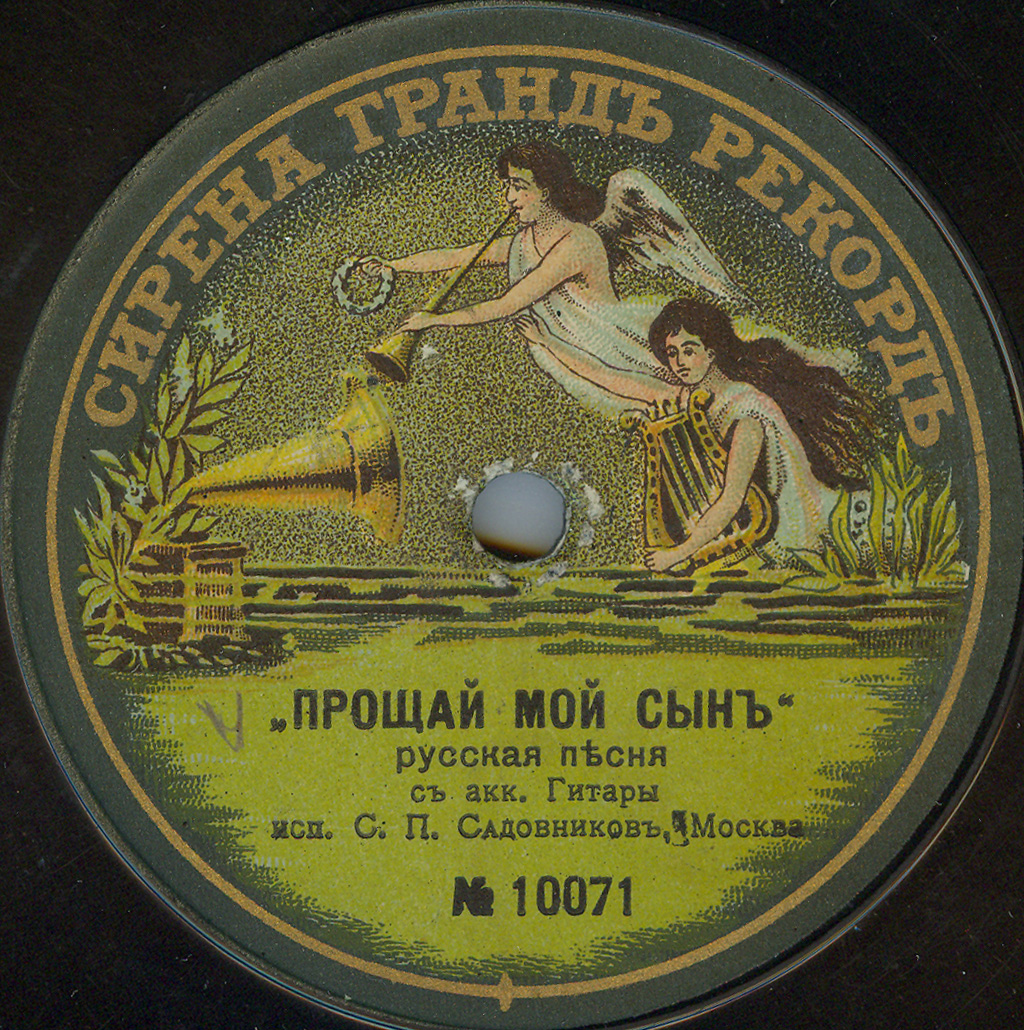 СИРЕНА ГРАНДЪ РЕКОРДЪ
„ПРОЩАЙ МОЙ СЫНЪ“
русская пѣсня
съ акк. Гитары
исп. С. П. Садовниковъ, Москва
№ 10071